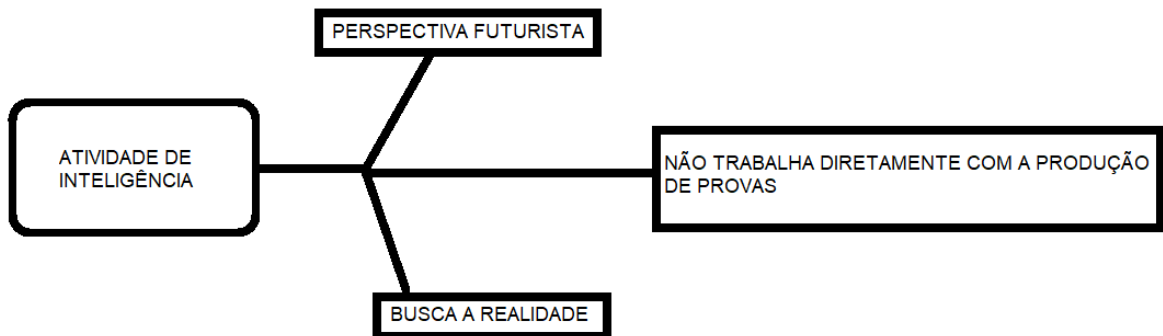 PERSPECTIVA FUTURISTA
ATIVIDADE DE
INTELIGÊNCIA
NÃO TRABALHA DIRETAMENTE COM A PRODUÇÃO
DE PROVAS
BUSCA A REALIDADE